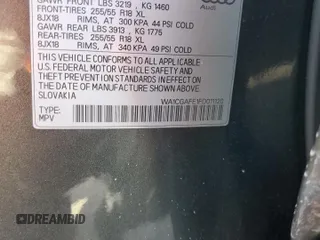 GAWR FRONT LBS 3219 , KG 1460
FRONT-TIRES 255/55 R18 XL
8JX18 RIMS, AT 300 KPA 44 PSI COLD
GAWR REAR LBS 3913 , KG 1775
REAR-TIRES 255/55 R18 XL
8JX18 RIMS, AT 340 KPA 49 PSI COLD
Audi
THIS VEHICLE CONFORMS TO ALL APPLICABLE
U.S. FEDERAL MOTOR VEHICLE SAFETY AND
THEFT PREVENTION STANDARDS IN EFFECT ON
THE DATE OF MANUFACTURE SHOWN ABOVE.
SLOVAKIA
TYPE:
MPV
DREAMBID